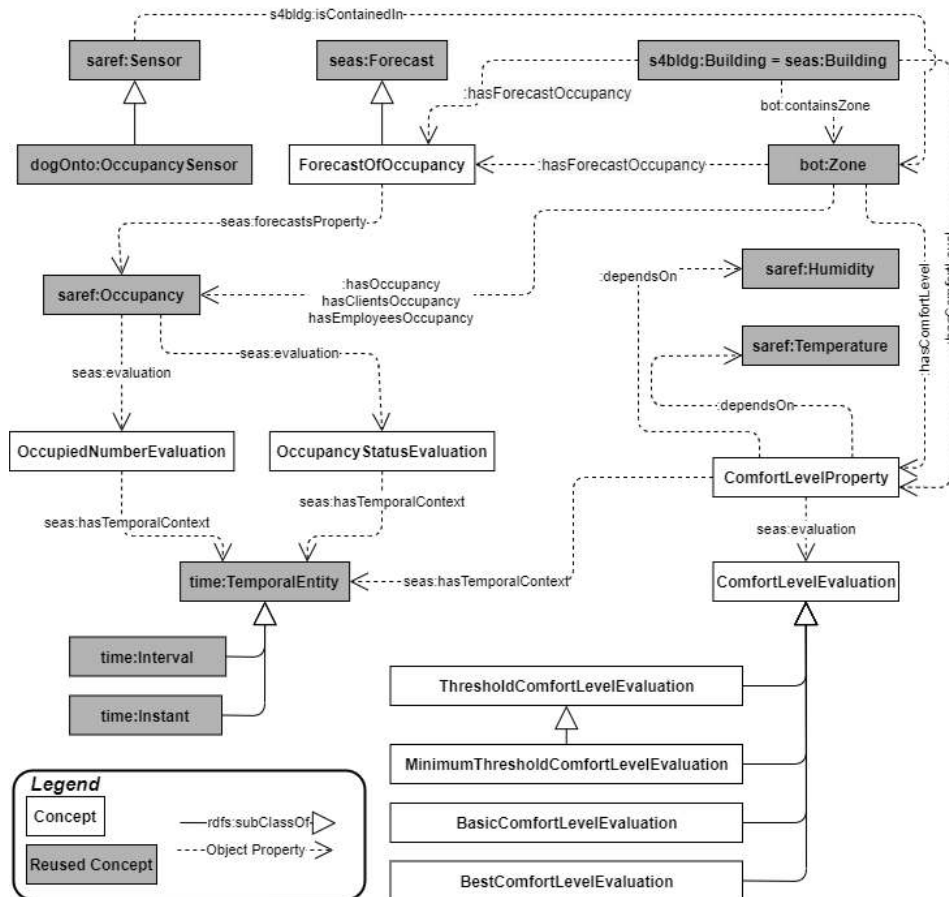 s4bldg:isContainedIn
saref:Sensor
seas:Forecast
s4bldg:Building = seas:Building
:hasForecastOccupancy
bot:containsZone
dogOnto:OccupancySensor
ForecastOfOccupancy
:hasForecastOccupancy
bot:Zone
seas:forecastsProperty
:hasComfortLevel
:hasComfortLevel
saref:Occupancy
:hasOccupancy
hasClientsOccupancy
hasEmployeesOccupancy
:dependsOn
saref:Humidity
saref:Temperature
seas:evaluation
seas:evaluation
:dependsOn
OccupiedNumberEvaluation
OccupancyStatusEvaluation
ComfortLevelProperty
seas:hasTemporalContext
seas:hasTemporalContext
seas:evaluation
time:TemporalEntity
seas:hasTemporalContext
ComfortLevelEvaluation
time:Interval
time:Instant
ThresholdComfortLevelEvaluation
MinimumThresholdComfortLevelEvaluation
BasicComfortLevelEvaluation
BestComfortLevelEvaluation
Legend
Concept
rdfs:subClassOf
Object Property
Reused Concept